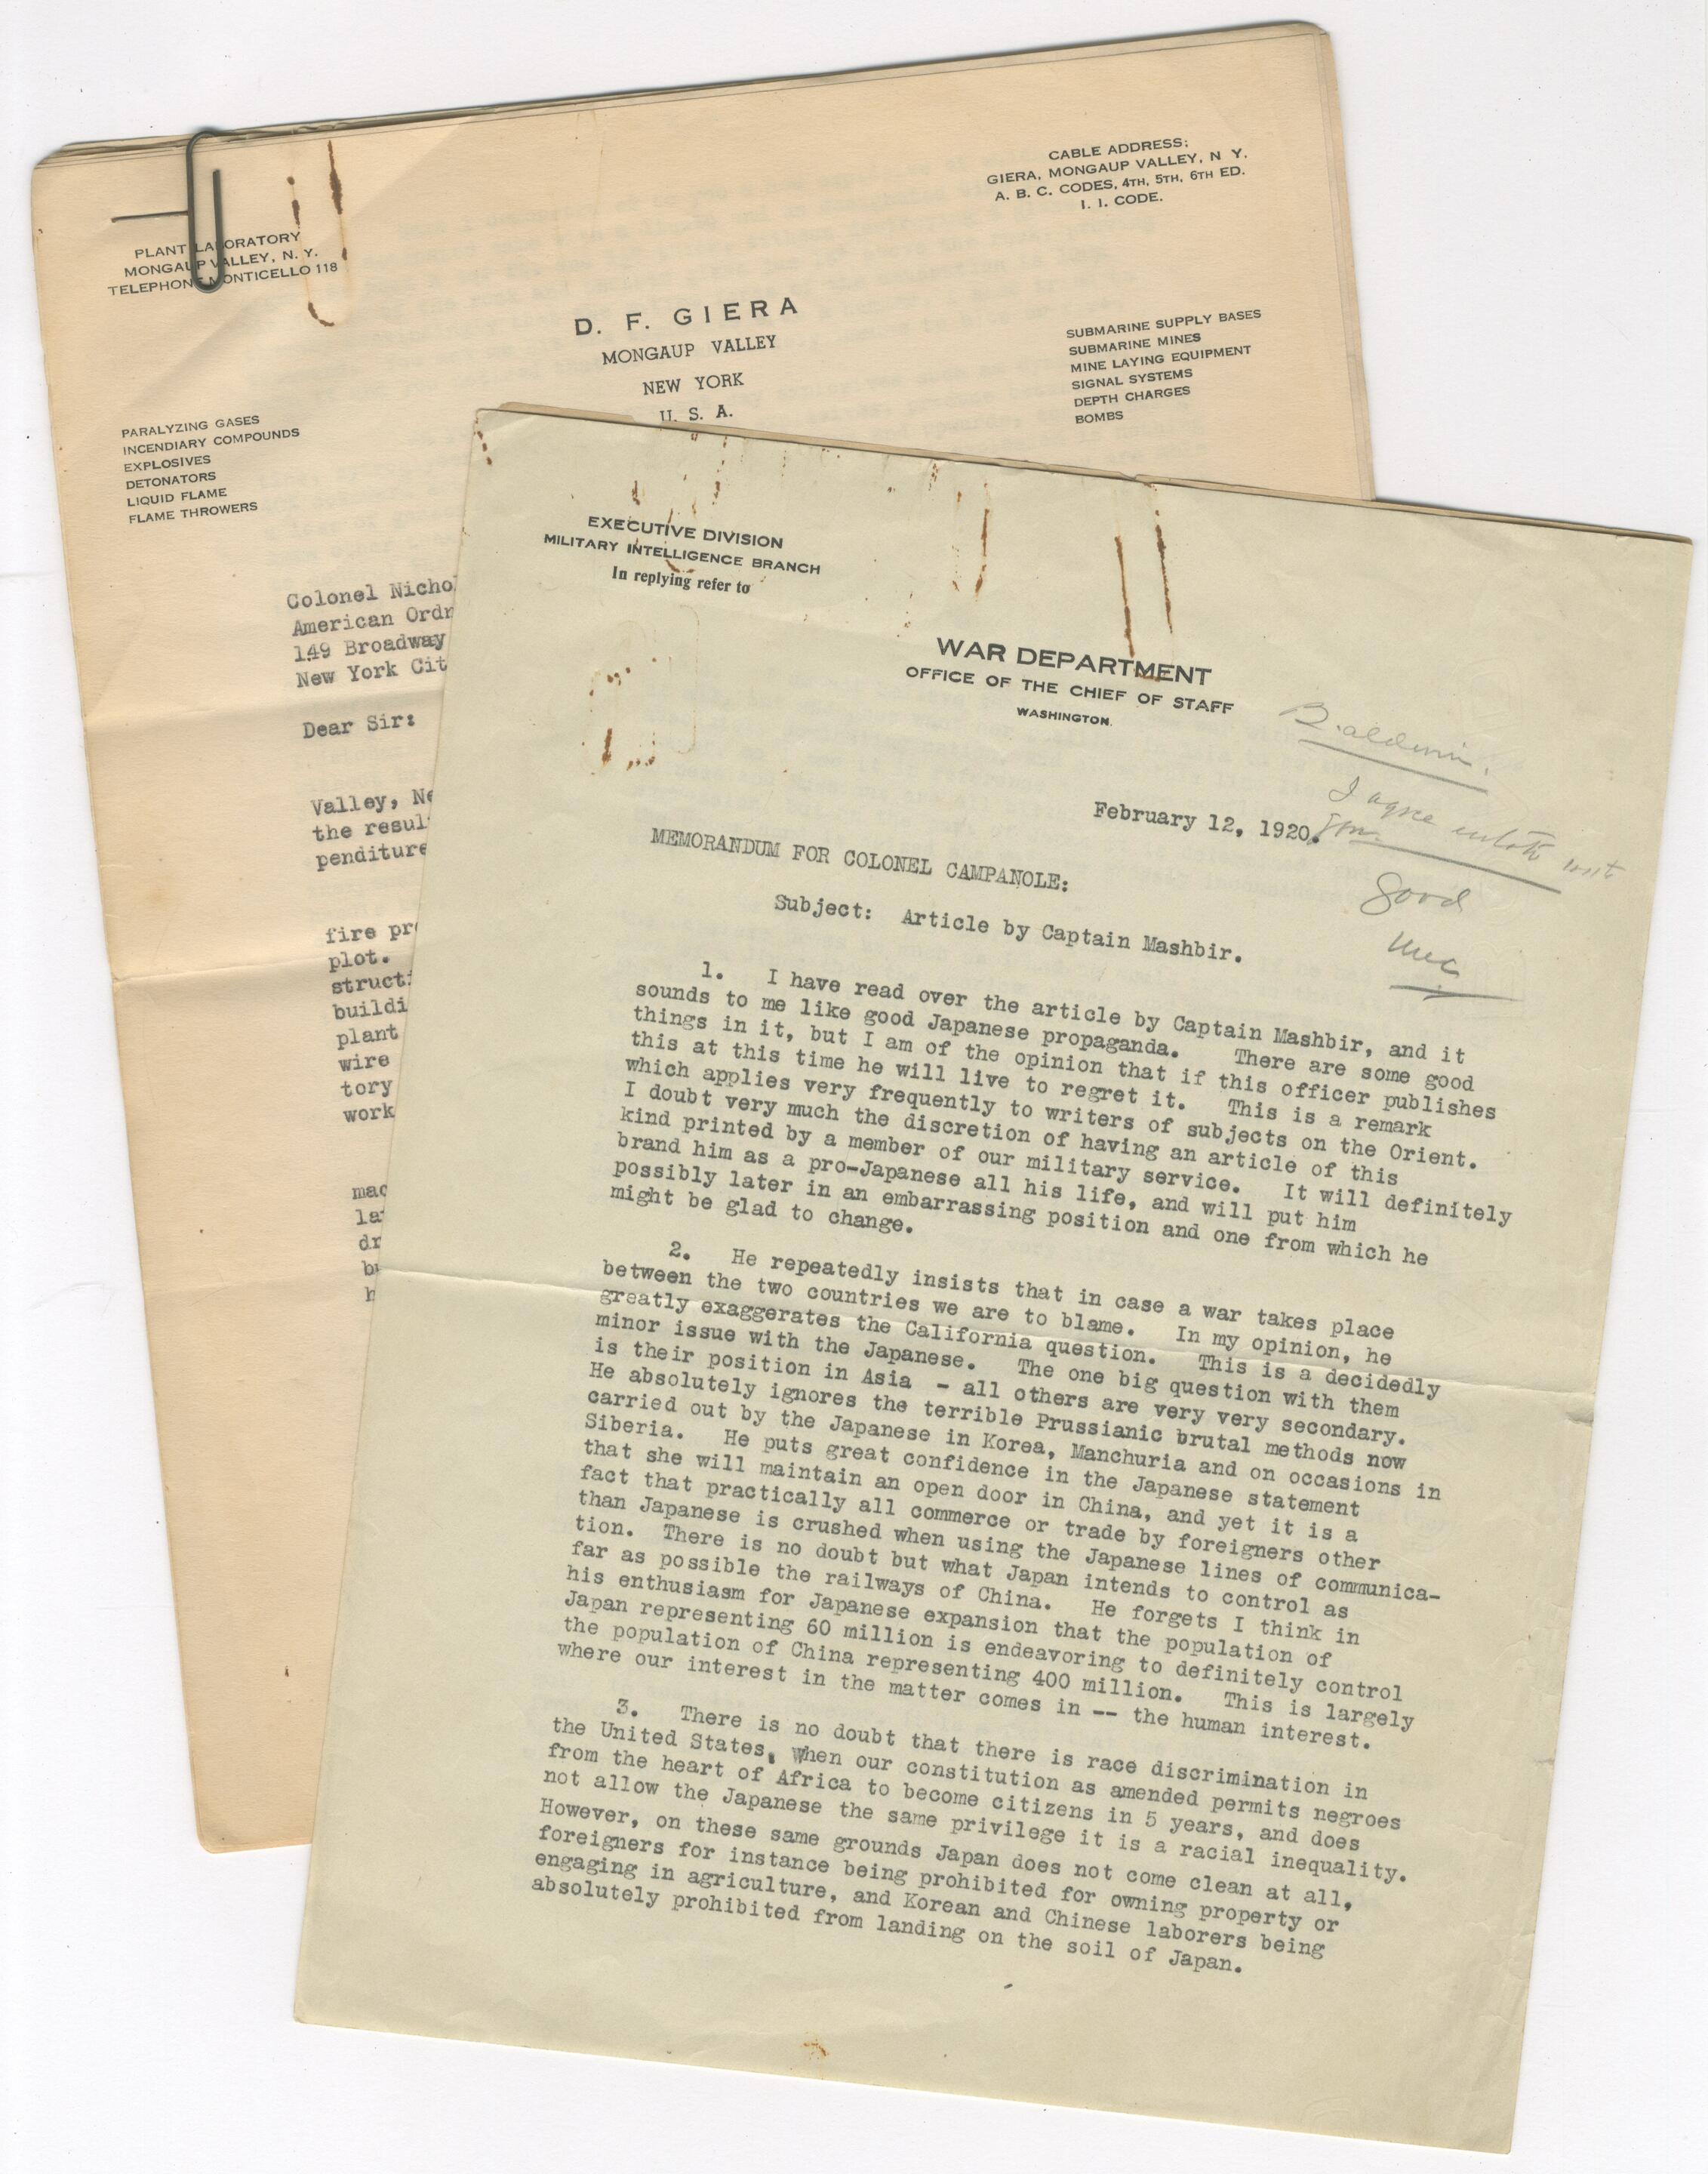 CABLE ADDRESS;
GIERA, MONGAUP VALLEY, N Y.
A. B. C. CODES, 4TH, 5TH, 6TH ED.
I. I. CODE.
PLANT LABORATORY
MONGAUP VALLEY, N. Y.
TELEPHONE MONTICELLO 118
D. F. GIERA
MONGAUP VALLEY
NEW YORK
U. S. A.
SUBMARINE SUPPLY BASES
SUBMARINE MINES
MINE LAYING EQUIPMENT
SIGNAL SYSTEMS
DEPTH CHARGES
BOMBS
PARALYZING GASES
INCENDIARY COMPOUNDS
EXPLOSIVES
DETONATORS
LIQUID FLAME
FLAME THROWERS
Colonel Nicho
American Ordn
149 Broadway
New York Cit
Dear Sir:
Valley, Ne
the resul
penditure
fire pr
plot.
struct
buildi
plant
wire
tory
work
mac
la
dr
bu
h
EXECUTIVE DIVISION
MILITARY INTELLIGENCE BRANCH
In replying refer to
WAR DEPARTMENT
OFFICE OF THE CHIEF OF STAFF
WASHINGTON
Baldwin.
I agree
good
February 12, 1920.
MEMORANDUM FOR COLONEL CAMPANOLE:
Subject: Article by Captain Mashbir.
1. I have read over the article by Captain Mashbir, and it
sounds to me like good Japanese propaganda. There are some good
things in it, but I am of the opinion that if this officer publishes
this at this time he will live to regret it. This is a remark
which applies very frequently to writers of subjects on the Orient.
I doubt very much the discretion of having an article of this
kind printed by a member of our military service. It will definitely
brand him as a pro-Japanese all his life, and will put him
possibly later in an embarrassing position and one from which he
might be glad to change.
2. He repeatedly insists that in case a war takes place
between the two countries we are to blame. In my opinion, he
greatly exaggerates the California question. This is a decidedly
minor issue with the Japanese. The one big question with them
is their position in Asia - all others are very very secondary.
He absolutely ignores the terrible Prussianic brutal methods now
carried out by the Japanese in Korea, Manchuria and on occasions in
Siberia. He puts great confidence in the Japanese statement
that she will maintain an open door in China, and yet it is a
fact that practically all commerce or trade by foreigners other
than Japanese is crushed when using the Japanese lines of communica-
tion. There is no doubt but what Japan intends to control as
far as possible the railways of China. He forgets I think in
his enthusiasm for Japanese expansion that the population of
Japan representing 60 million is endeavoring to definitely control
the population of China representing 400 million. This is largely
where our interest in the matter comes in -- the human interest.
3. There is no doubt that there is race discrimination in
the United States, when our constitution as amended permits negroes
from the heart of Africa to become citizens in 5 years, and does
not allow the Japanese the same privilege it is a racial inequality.
However, on these same grounds Japan does not come clean at all,
foreigners for instance being prohibited for owning property or
engaging in agriculture, and Korean and Chinese laborers being
absolutely prohibited from landing on the soil of Japan.